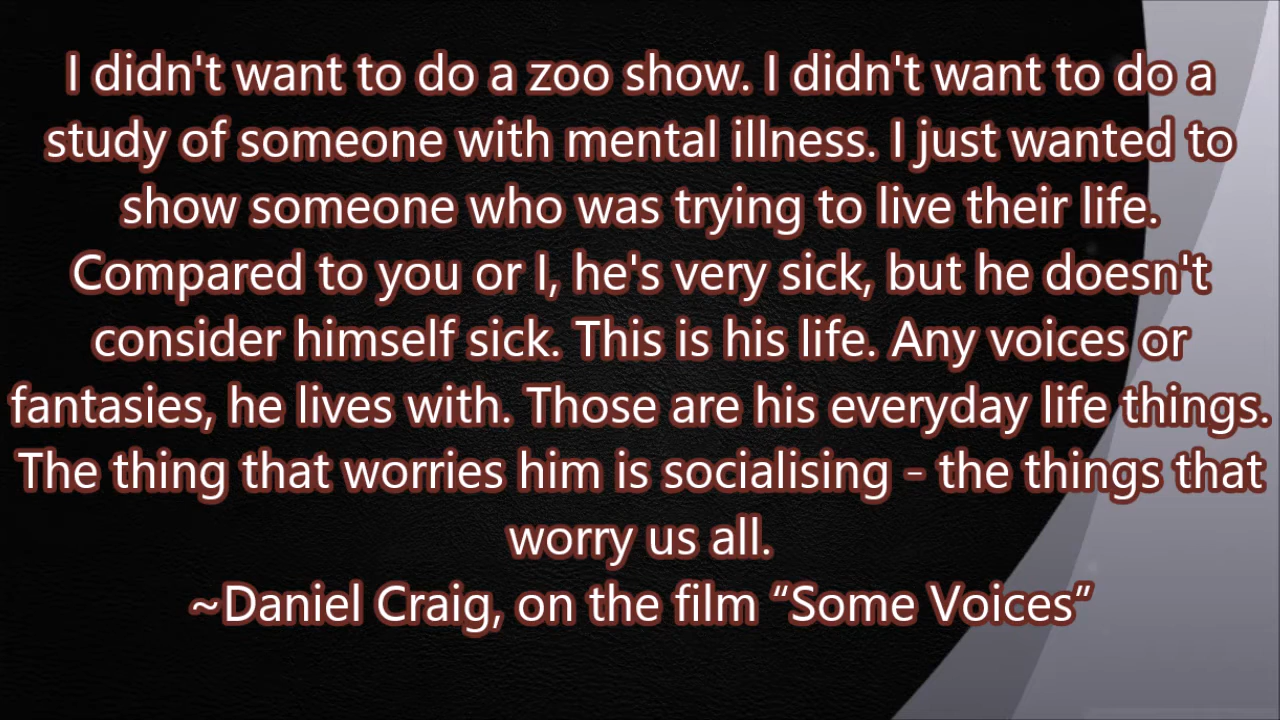 I didn't want to do a zoo show. I didn't want to do a
study of someone with mental illness. I just wanted to
show someone who was trying to live their life.
Compared to you or I, he's very sick, but he doesn't
consider himself sick. This is his life. Any voices or
fantasies, he lives with. Those are his everyday life things.
The thing that worries him is socialising - the things that
worry us all.
~Daniel Craig, on the film “Some Voices”